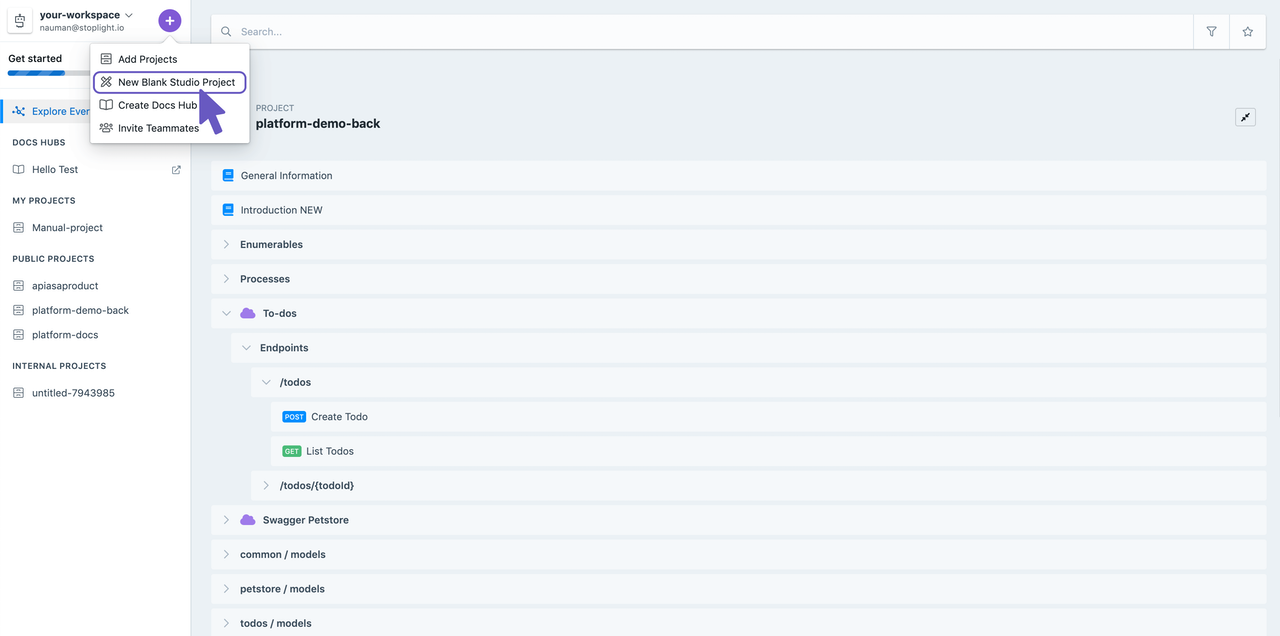 your-workspace
nauman@stoplight.io
Get started
Add Projects
New Blank Studio Project
Create Docs Hub
Invite Teammates
DOCS HUBS
Hello Test
MY PROJECTS
Manual-project
PUBLIC PROJECTS
apiasaproduct
platform-demo-back
platform-docs
INTERNAL PROJECTS
untitled-7943985
Search...
PROJECT
platform-demo-back
General Information
Introduction NEW
Enumerables
Processes
To-dos
Endpoints
/todos
POST Create Todo
GET List Todos
/todos/{todoId}
Swagger Petstore
common / models
petstore / models
todos / models